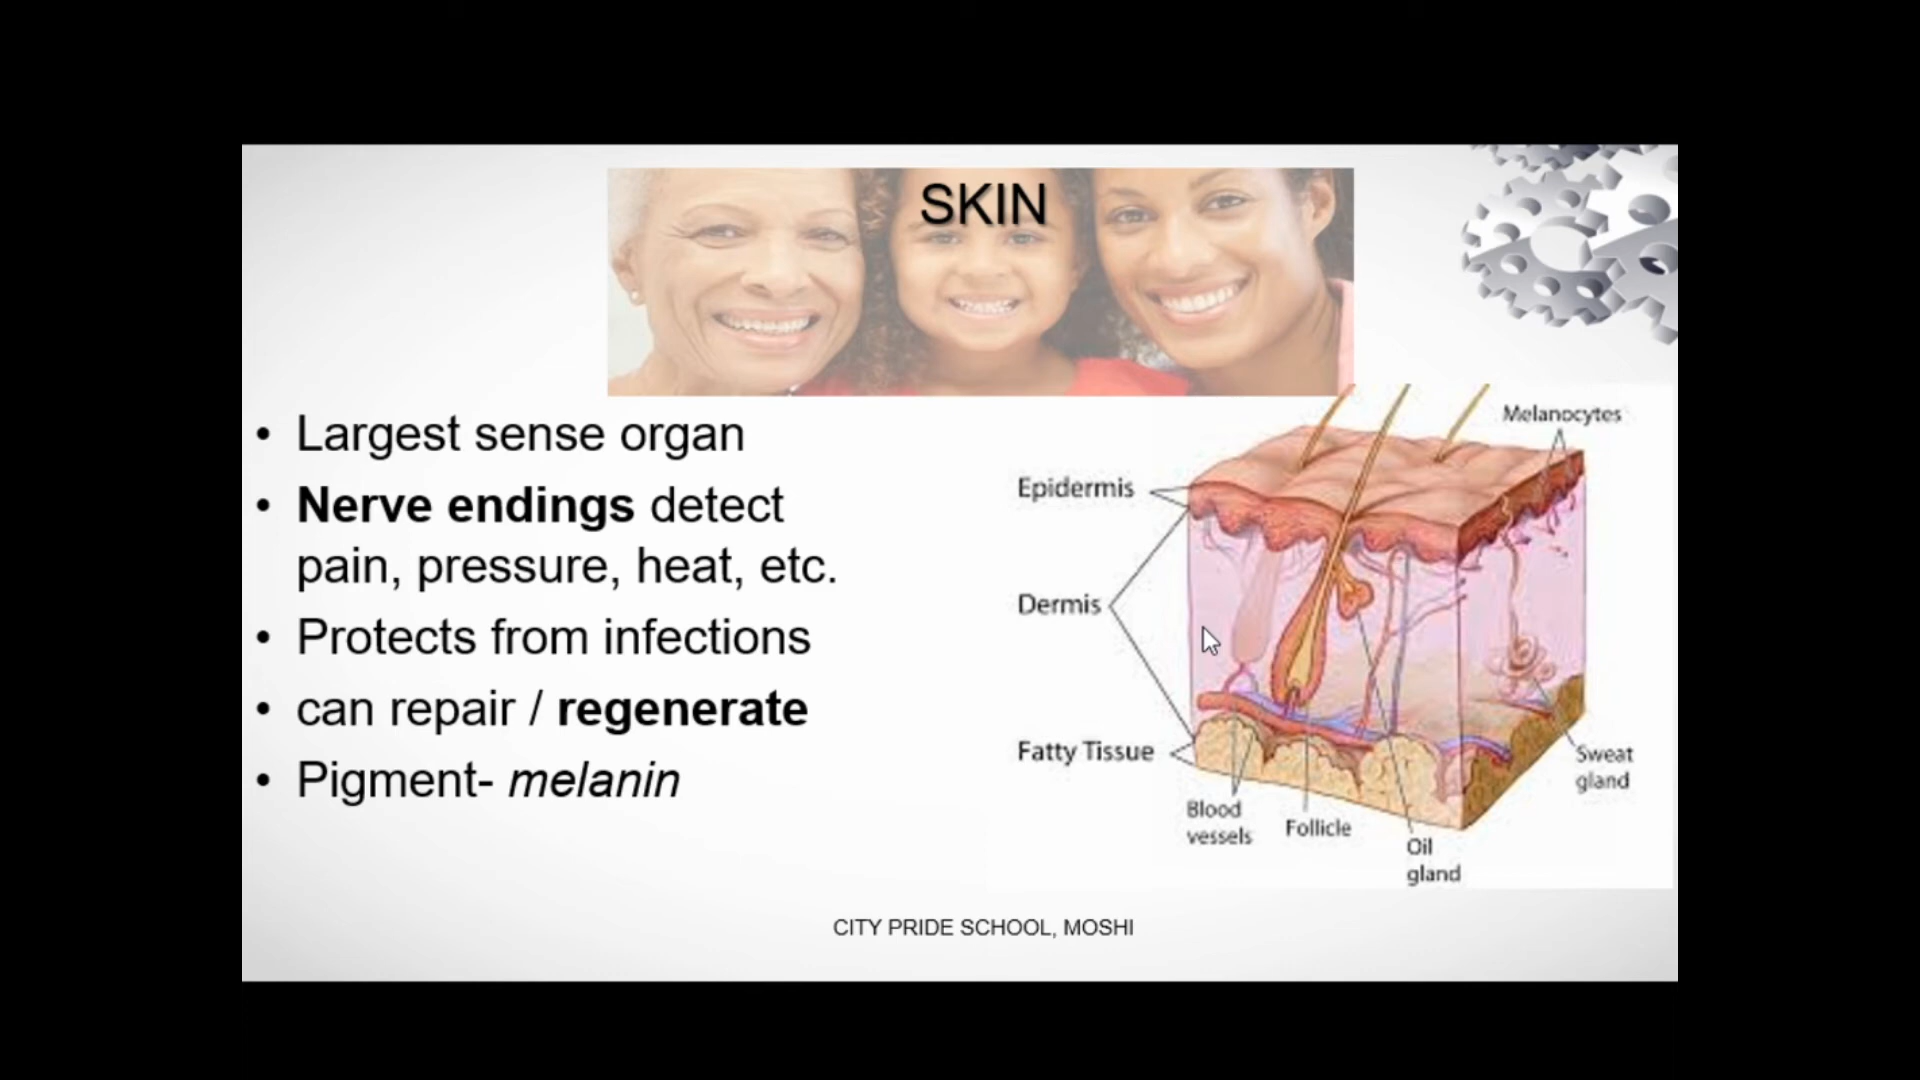 SKIN
• Largest sense organ
• Nerve endings detect
pain, pressure, heat, etc.
• Protects from infections
• can repair / regenerate
• Pigment- melanin
Melanocytes
Epidermis
Dermis
Fatty Tissue
Blood
vessels
Follicle
Oil
gland
Sweat
gland
CITY PRIDE SCHOOL, MOSHI